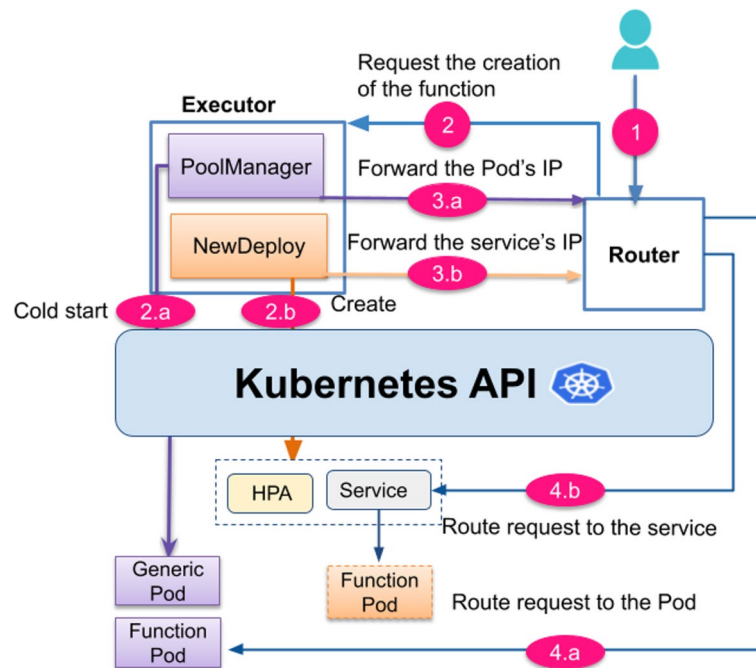 Request the creation
of the function
Executor
2
1
PoolManager
Forward the Pod's IP
3.a
NewDeploy
Forward the service's IP
3.b
Router
Cold start
2.a
2.b
Create
Kubernetes API
HPA
Service
4.b
Route request to the service
Generic
Pod
Function
Pod
Route request to the Pod
Function
Pod
4.a